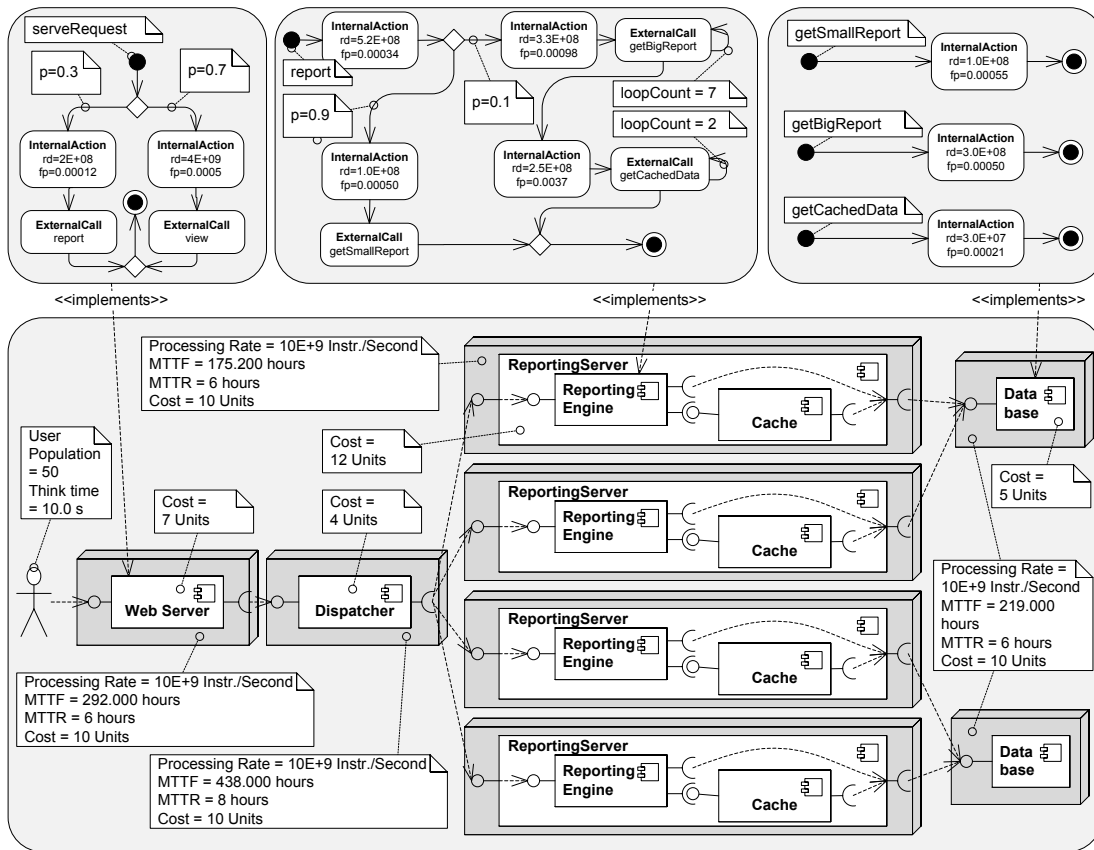 serveRequest
p=0.3
p=0.7
InternalAction
rd=2E+08
fp=0.00012
InternalAction
rd=4E+09
fp=0.0005
ExternalCall
report
ExternalCall
view
InternalAction
rd=5.2E+08
fp=0.00034
report
InternalAction
rd=3.3E+08
fp=0.00098
ExternalCall
getBigReport
p=0.9
p=0.1
loopCount = 7
loopCount = 2
InternalAction
rd=1.0E+08
fp=0.00050
InternalAction
rd=2.5E+08
fp=0.0037
ExternalCall
getCachedData
ExternalCall
getSmallReport
getSmallReport
InternalAction
rd=1.0E+08
fp=0.00055
getBigReport
InternalAction
rd=3.0E+08
fp=0.00050
getCachedData
InternalAction
rd=3.0E+07
fp=0.00021
<<implements>>
<<implements>>
<<implements>>
Processing Rate = 10E+9 Instr./Second
MTTF = 175.200 hours
MTTR = 6 hours
Cost = 10 Units
ReportingServer
Reporting
Engine
Cache
Data
base
User
Population
= 50
Think time
= 10.0 s
Cost =
12 Units
Cost =
7 Units
Cost =
4 Units
Cost =
5 Units
ReportingServer
Reporting
Engine
Cache
Web Server
Dispatcher
ReportingServer
Reporting
Engine
Cache
Processing Rate =
10E+9 Instr./Second
MTTF = 219.000
hours
MTTR = 6 hours
Cost = 10 Units
Processing Rate = 10E+9 Instr./Second
MTTF = 292.000 hours
MTTR = 6 hours
Cost = 10 Units
Processing Rate = 10E+9 Instr./Second
MTTF = 438.000 hours
MTTR = 8 hours
Cost = 10 Units
ReportingServer
Reporting
Engine
Cache
Data
base